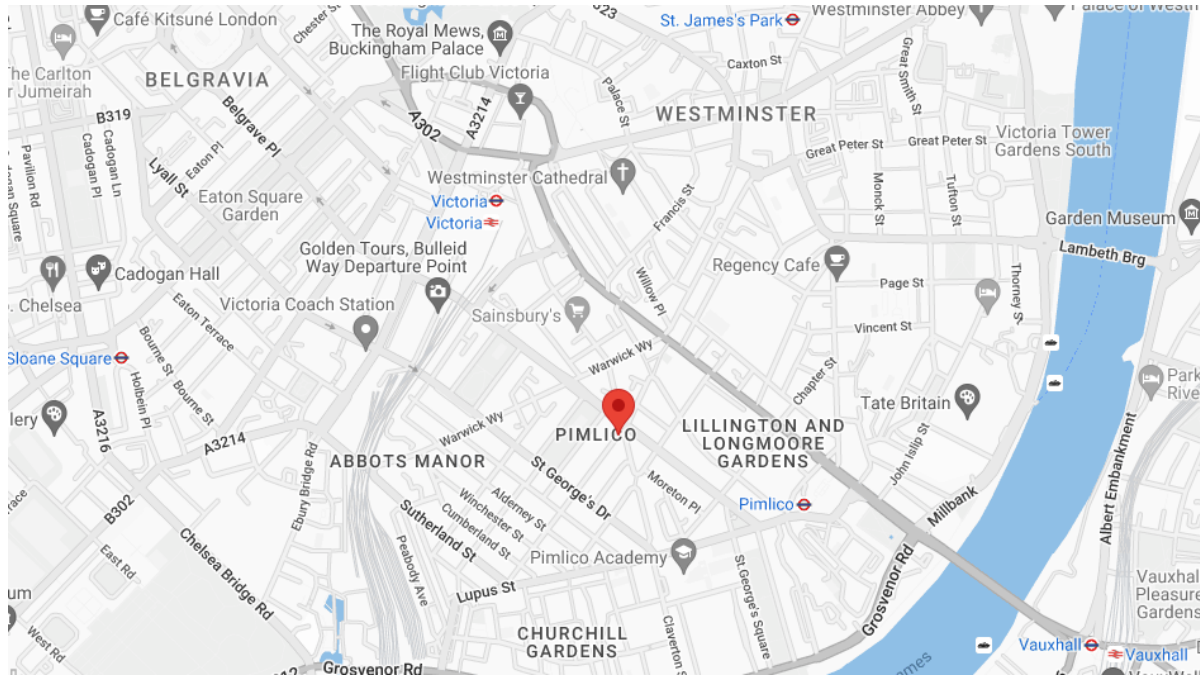 Café Kitsuné London
Chester St
St. James's Park
Westminster Abbey
The Royal Mews,
Buckingham Palace
Caxton St
Great Smith St
The Carlton
r Jumeirah
BELGRAVIA
Flight Club Victoria
Palace St
WESTMINSTER
B319
Belgrave Pl
A302
A3214
Great Peter St
Great Peter St
Victoria Tower
Gardens South
Pavilion Rd
Cadogan Pl
Cadogan Ln
Lyall St
Eaton Pl
Westminster Cathedral
Monck St
Tufton St
Eaton Square
Garden
Victoria
Victoria
Francis St
Garden Museum
Lambeth Brg
Golden Tours, Bulleid
Way Departure Point
Cadogan Hall
Chelsea
Victoria Coach Station
Sainsbury's
Willow Pl
Regency Cafe
Page St
Thorney St
Vincent St
Eaton Terrace
Sloane Square
Bourne St
Bourne St
Holbein Pl
Warwick Wy
Chapter St
Tate Britain
Park
A3216
A3214
Warwick Wy
PIMLICO
LILLINGTON AND
LONGMOORE
GARDENS
ABBOTS MANOR
St George's Dr
Moreton Pl
John Islip St
Albert Embankment
B302
Ebury Bridge Rd
Alderney St
Winchester St
Cumberland St
Sutherland St
Pimlico
Millbank
Chelsea Bridge Rd
East Rd
Peabody Ave
Pimlico Academy
Lupus St
St.George's Square
Grosvenor Rd
Vauxhal
Pleasure
Gardens
West Rd
CHURCHILL
GARDENS
Claverton S
Vauxhall
Vauxhall
Grosvenor Rd